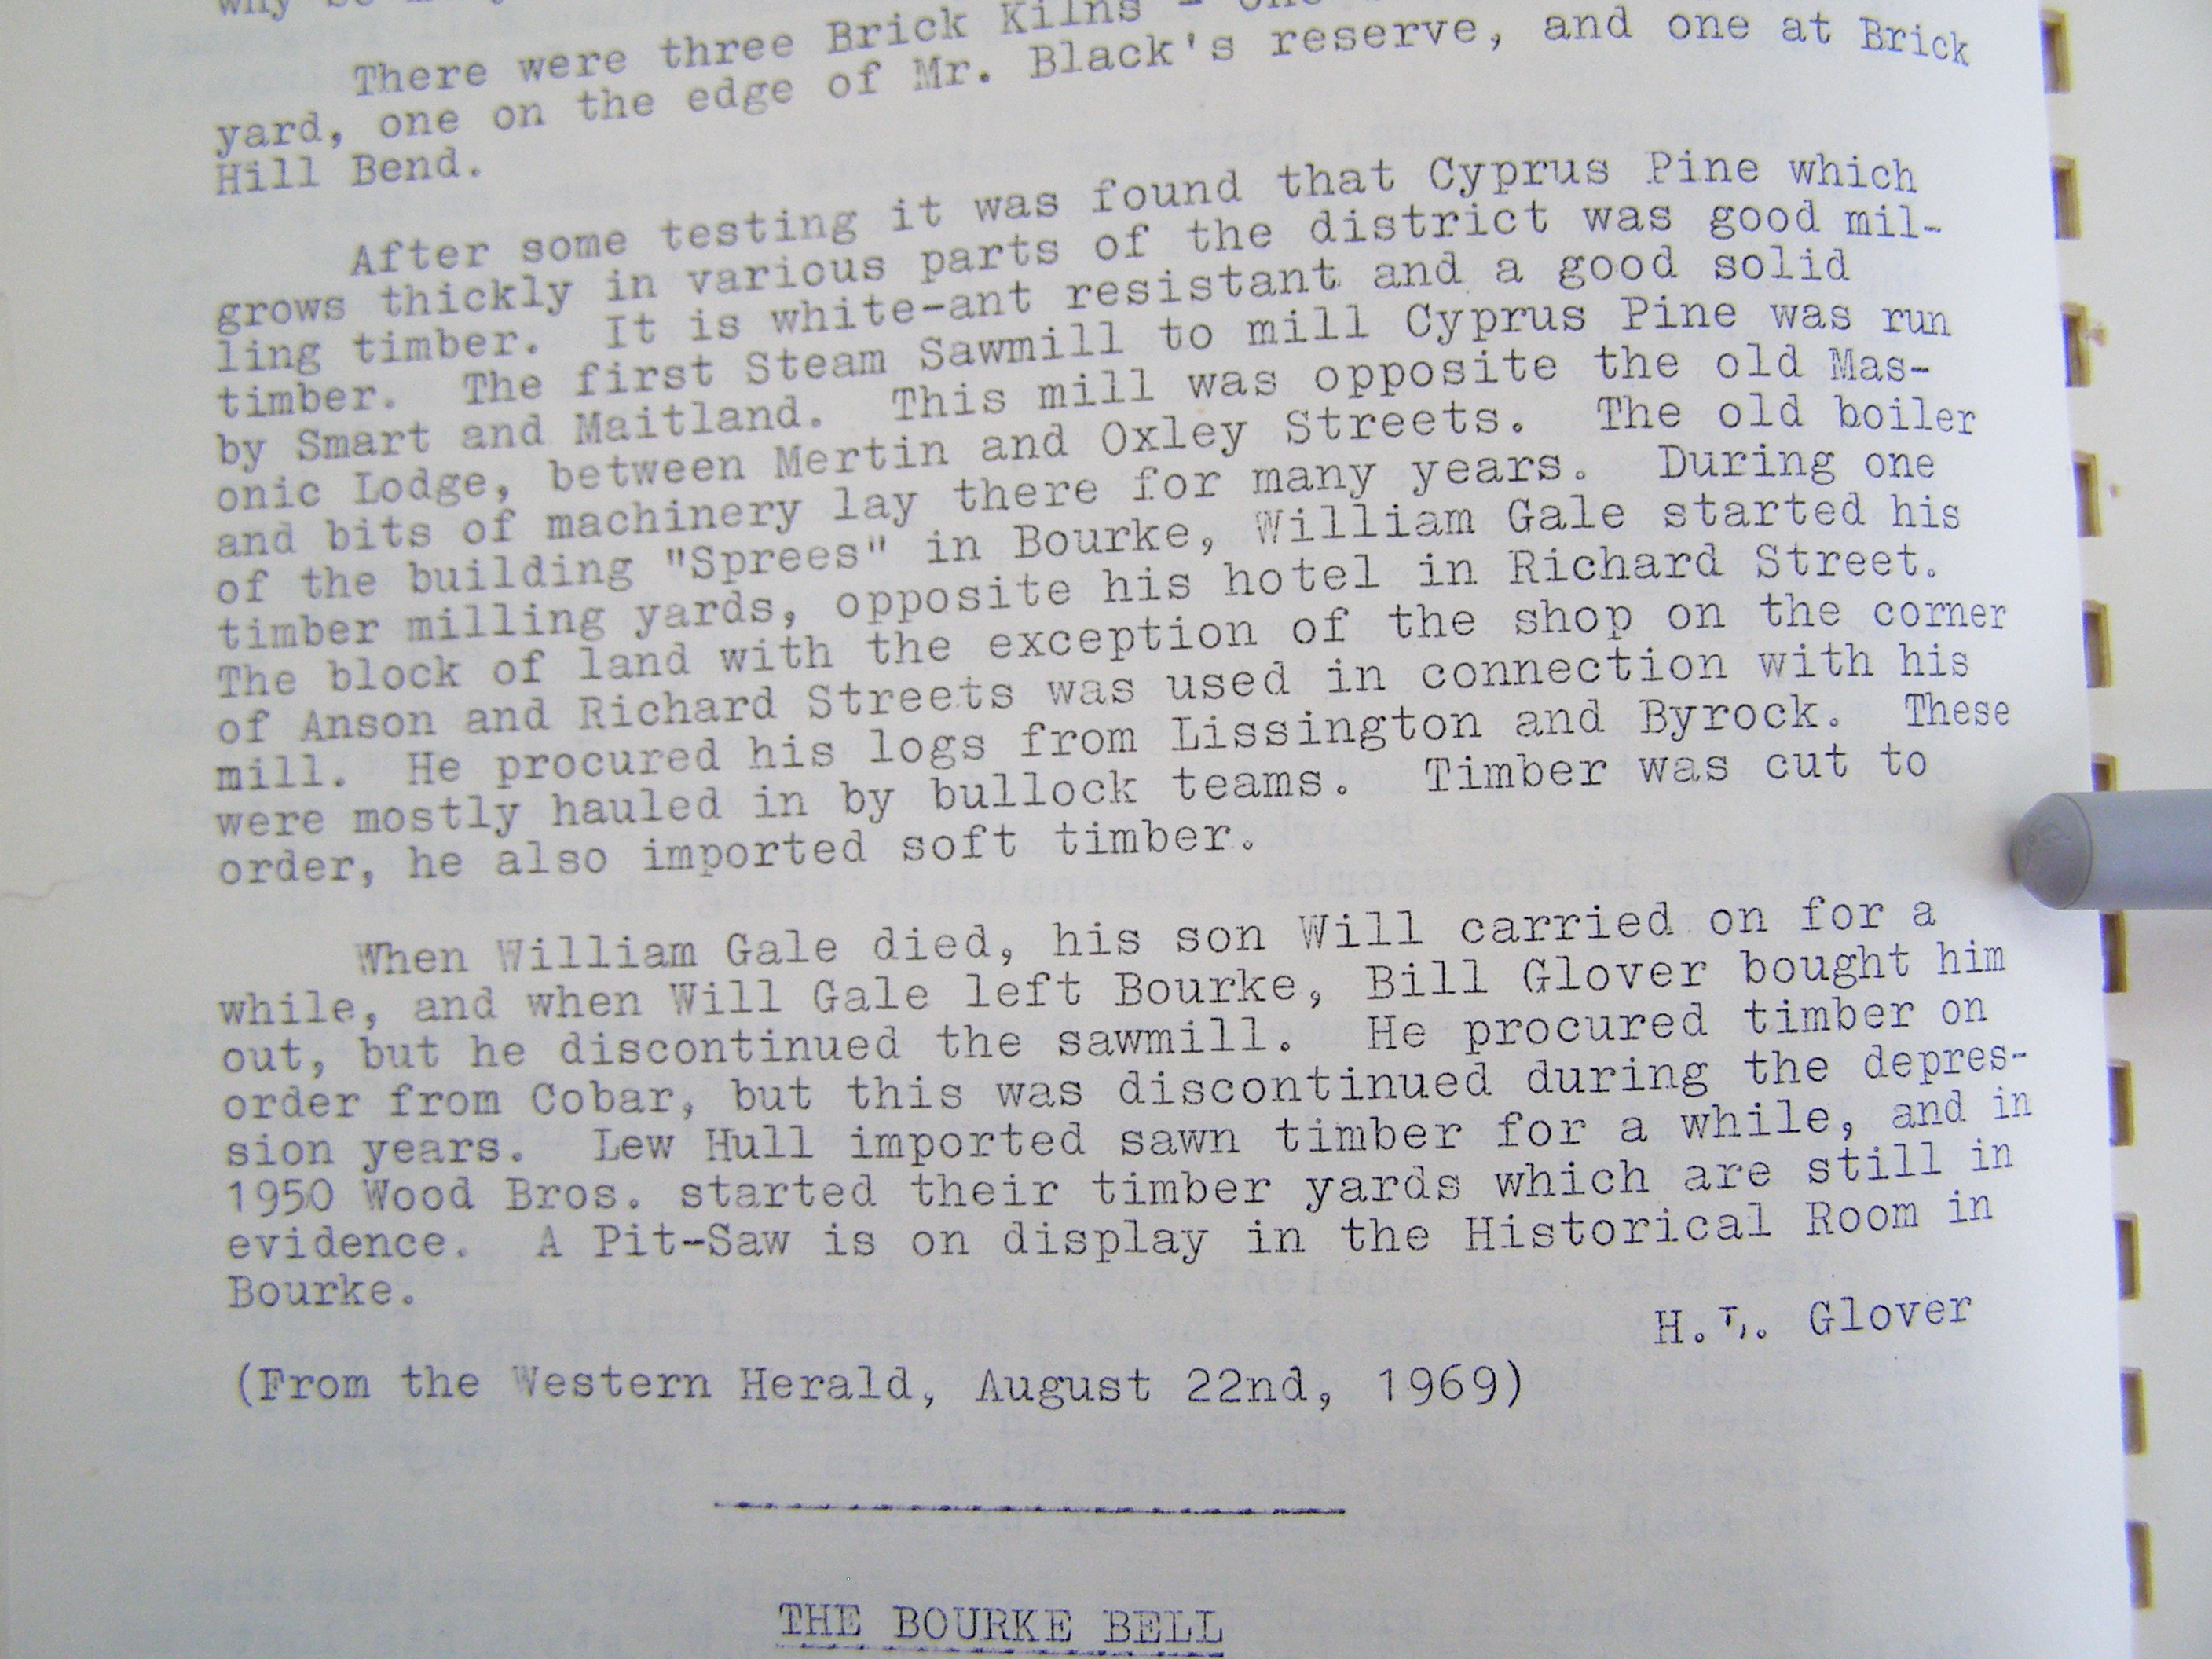 There were three Brick Kilns - one
yard, one on the edge of Mr. Black's reserve, and one at Brick
Hill Bend.
After some testing it was found that Cyprus Pine which
grows thickly in various parts of the district was good mil-
ling timber. It is white-ant resistant and a good solid
timber. The first Steam Sawmill to mill Cyprus Pine was run
by Smart and Maitland. This mill was opposite the old Mas-
onic Lodge, between Mertin and Oxley Streets. The old boiler
and bits of machinery lay there for many years. During one
of the building "Sprees" in Bourke, William Gale started his
timber milling yards, opposite his hotel in Richard Street.
The block of land with the exception of the shop on the corner
of Anson and Richard Streets was used in connection with his
mill. He procured his logs from Lissington and Byrock. These
were mostly hauled in by bullock teams. Timber was cut to
order, he also imported soft timber.
When William Gale died, his son Will carried on for a
while, and when Will Gale left Bourke, Bill Glover bought him
out, but he discontinued the sawmill. He procured timber on
order from Cobar, but this was discontinued during the depres-
sion years. Lew Hull imported sawn timber for a while, and in
1950 Wood Bros. started their timber yards which are still in
evidence. A Pit-Saw is on display in the Historical Room in
Bourke.
H.L. Glover
(From the Western Herald, August 22nd, 1969)
THE BOURKE BELL